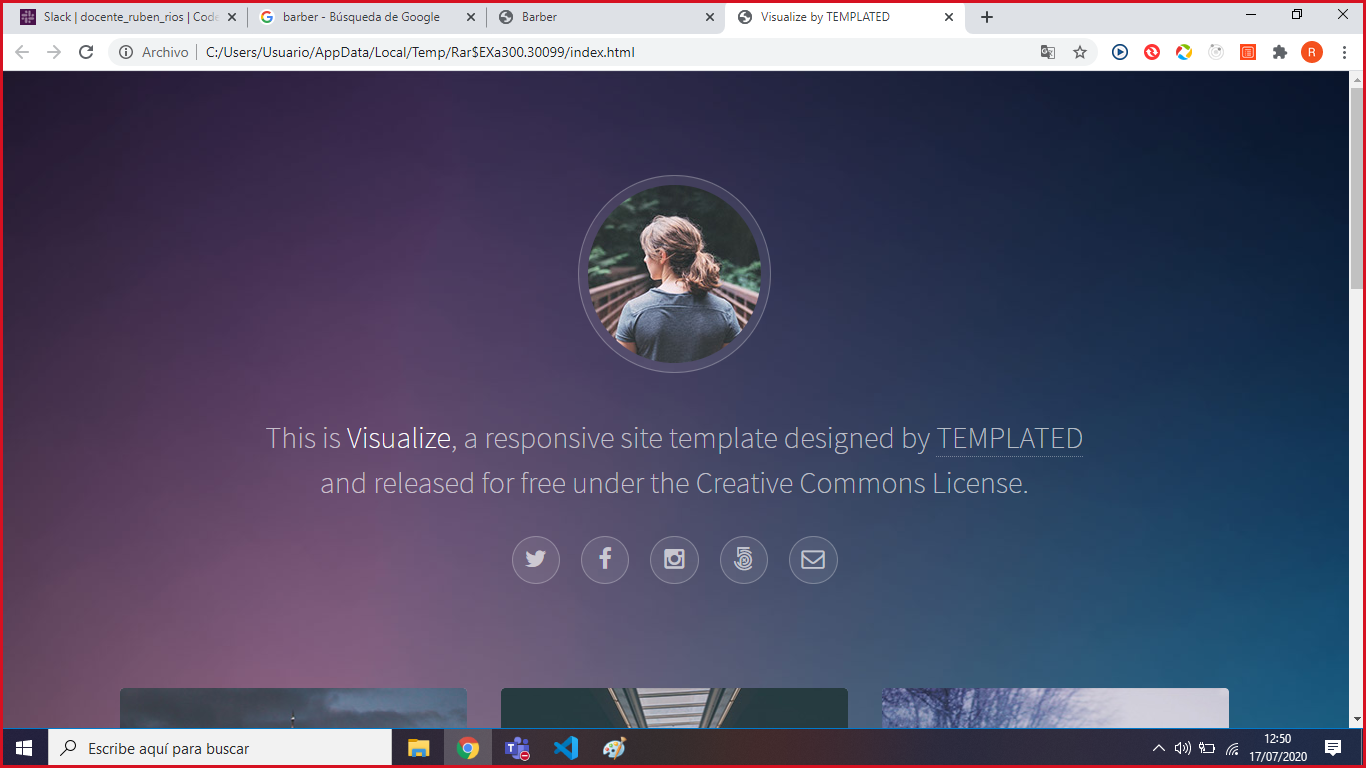 Slack | docente_ruben_rios | Code
barber - Búsqueda de Google
Barber
Visualize by TEMPLATED
Archivo
C:/Users/Usuario/AppData/Local/Temp/Rar$EXa300.30099/index.html
R
This is Visualize, a responsive site template designed by TEMPLATED
and released for free under the Creative Commons License.
Escribe aquí para buscar
12:50
17/07/2020